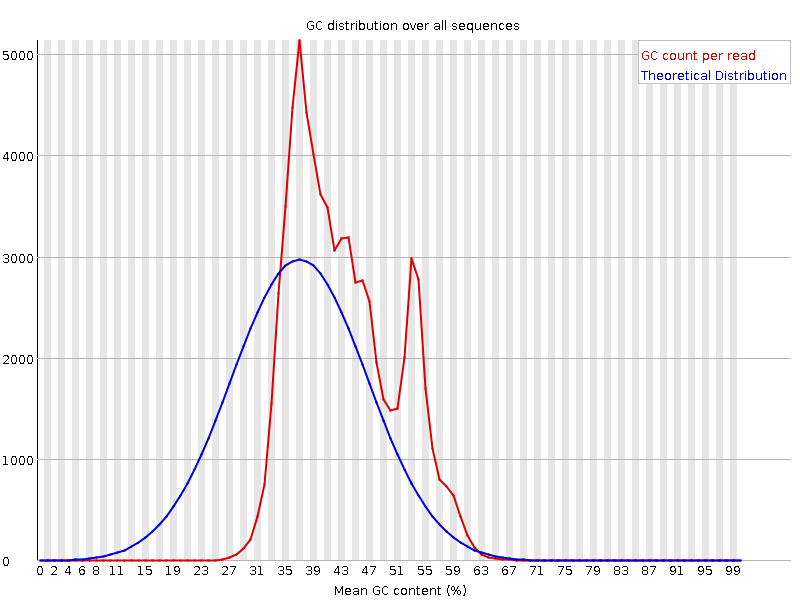 GC distribution over all sequences
GC count per read
Theoretical Distribution
5000
4000
3000
2000
1000
0
0 2 4 6 8 11 15 19 23 27 31 35 39 43 47 51 55 59 63 67 71 75 79 83 87 91 95 99
Mean GC content (%)